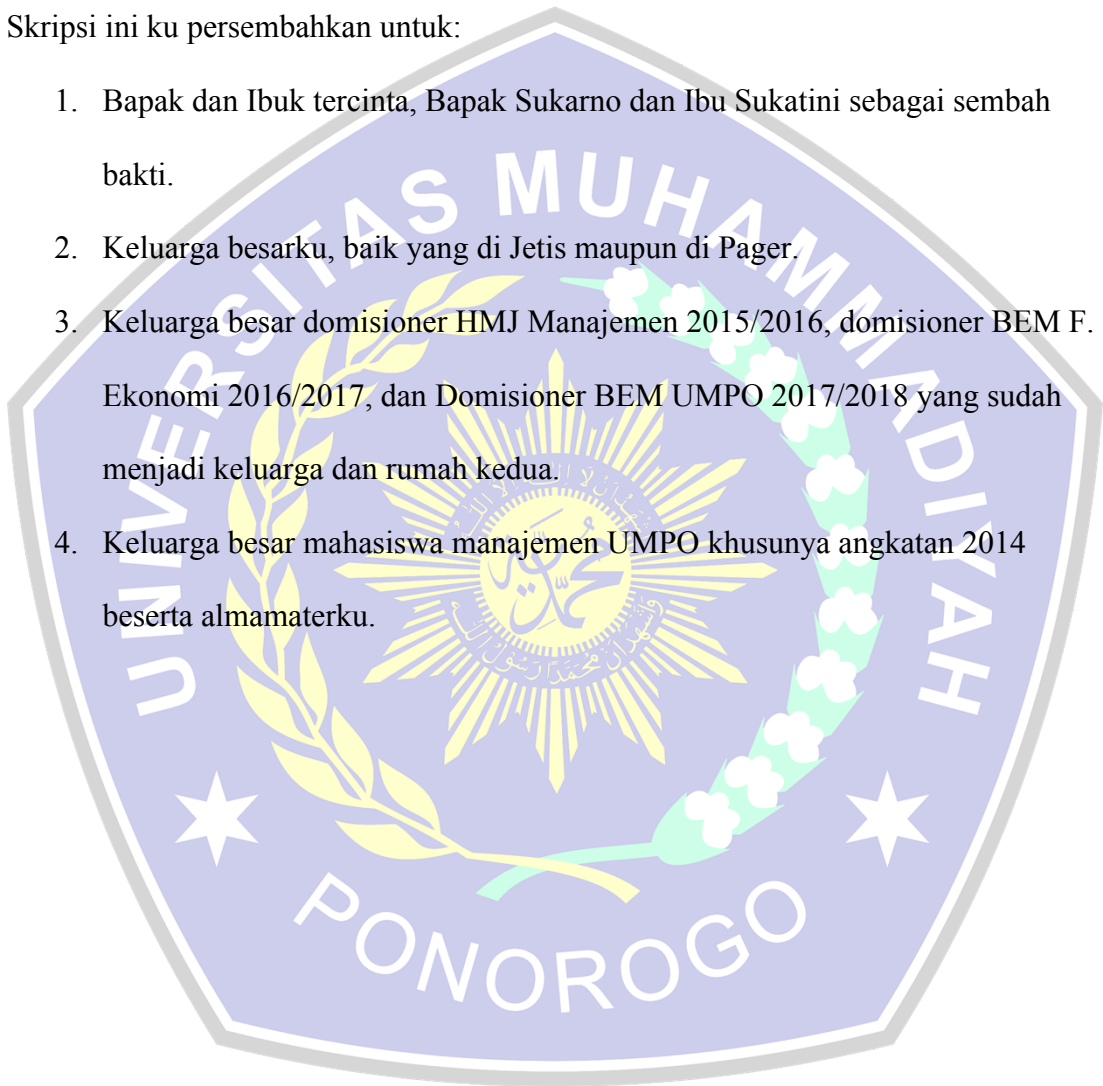 Skripsi ini ku persembahkan untuk:
1. Bapak dan Ibuk tercinta, Bapak Sukarno dan Ibu Sukatini sebagai sembah
bakti.
2. Keluarga besarku, baik yang di Jetis maupun di Pager.
3. Keluarga besar domisioner HMJ Manajemen 2015/2016, domisioner BEM F.
Ekonomi 2016/2017, dan Domisioner BEM UMPO 2017/2018 yang sudah
menjadi keluarga dan rumah kedua.
4. Keluarga besar mahasiswa manajemen UMPO khusunya angkatan 2014
beserta almamaterku.
UNIVERSITAS MUHAMMADIYAH
PONOROGO
محمد